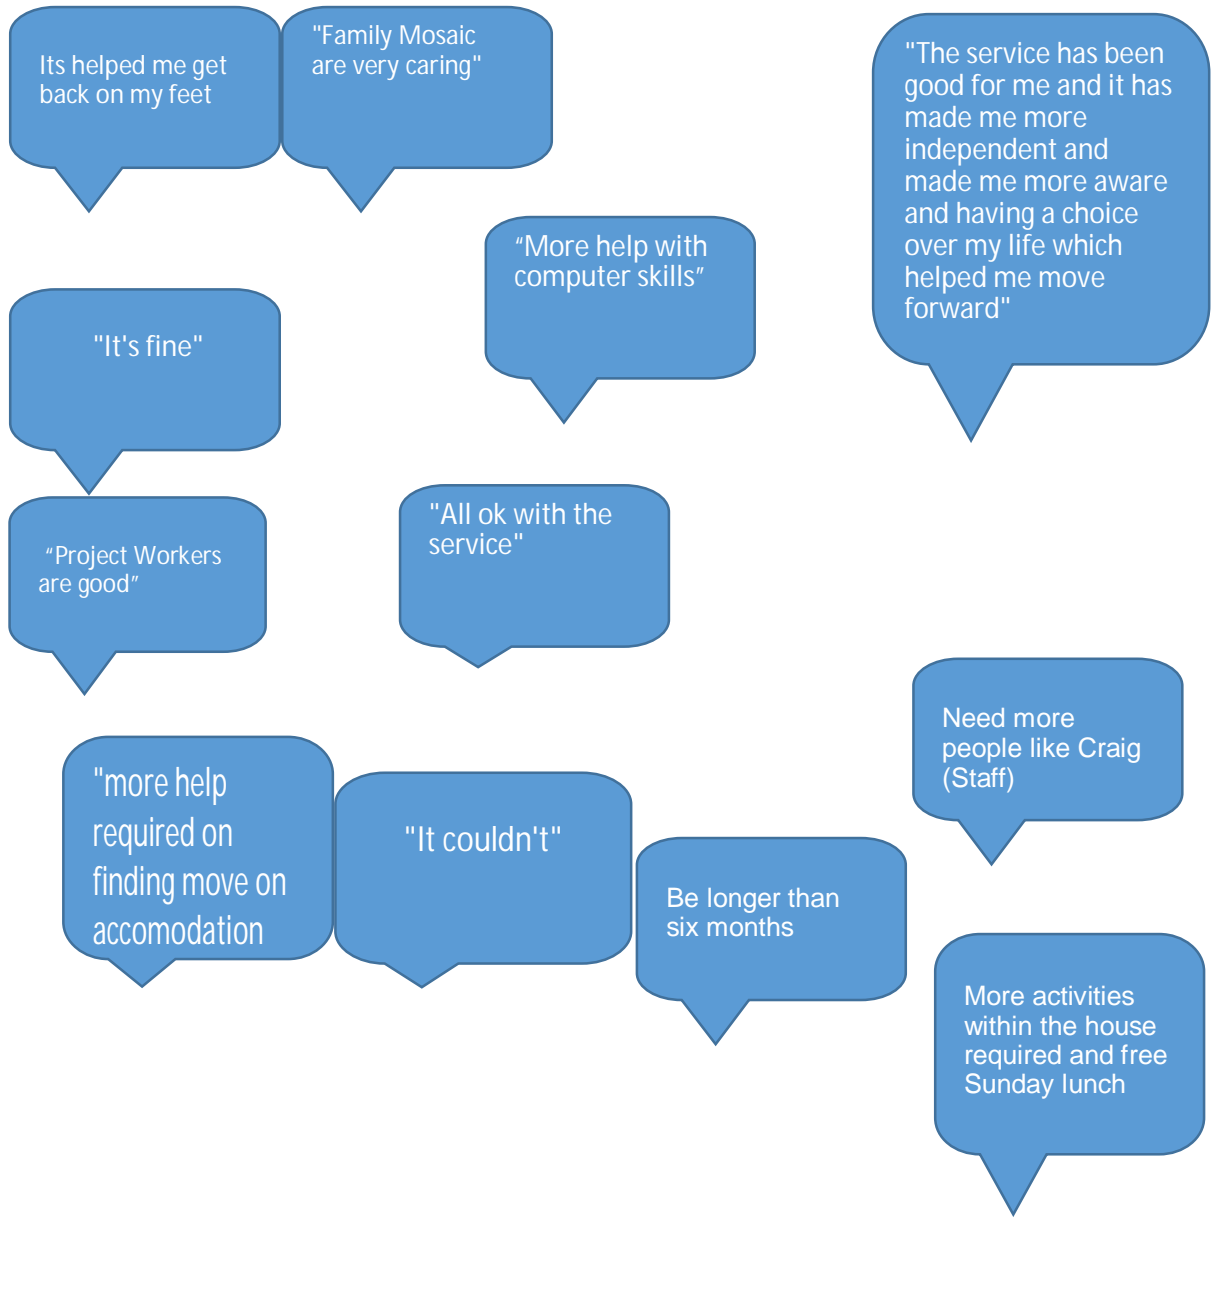 Its helped me get
back on my feet
"Family Mosaic
are very caring"
"The service has been
good for me and it has
made me more
independent and
made me more aware
and having a choice
over my life which
helped me move
forward"
“More help with
computer skills”
"It's fine"
"All ok with the
service"
“Project Workers
are good”
Need more
people like Craig
(Staff)
"more help
required on
finding move on
accomodation
"It couldn't"
Be longer than
six months
More activities
within the house
required and free
Sunday lunch